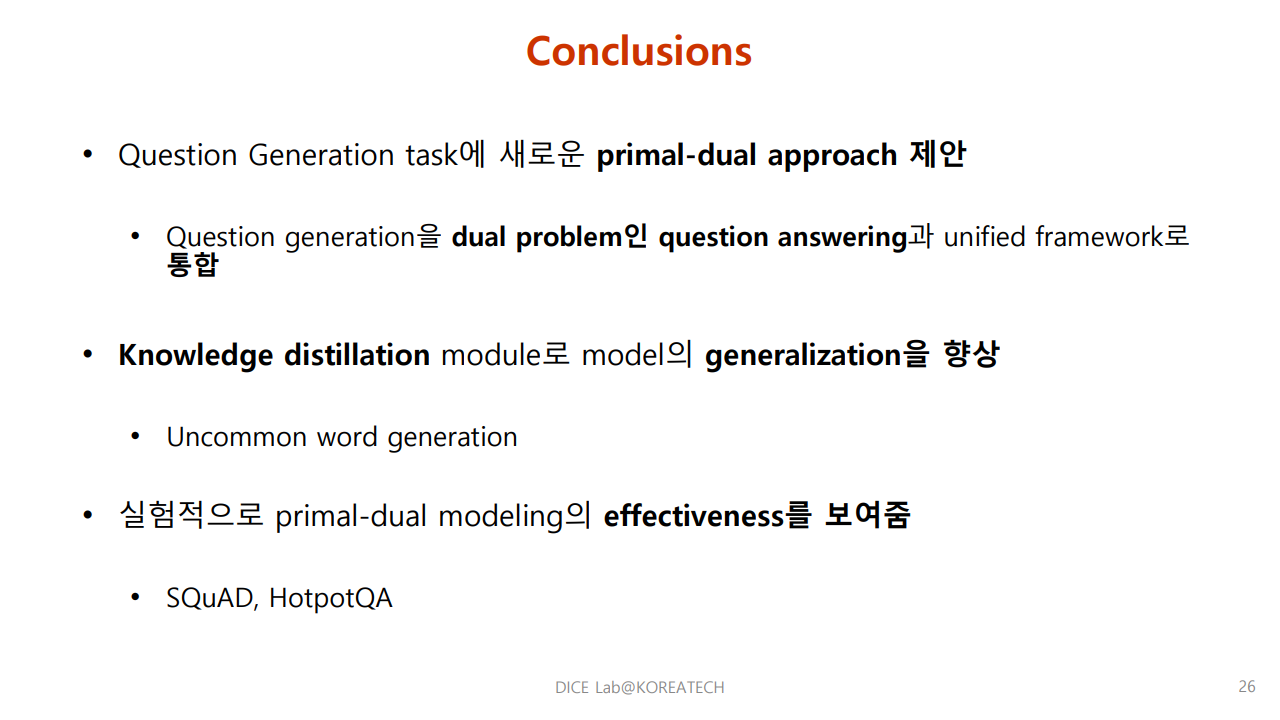 Conclusions
• Question Generation task에 새로운 primal-dual approach 제안
• Question generation을 dual problem인 question answering과 unified framework로
통합
• Knowledge distillation module로 model의 generalization을 향상
• Uncommon word generation
• 실험적으로 primal-dual modeling의 effectiveness를 보여줌
• SQuAD, HotpotQA
DICE Lab@KOREATECH
26